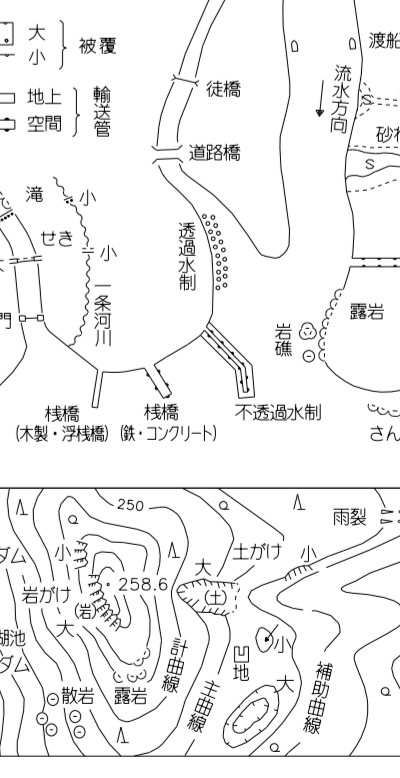 大
小
被覆
渡船
徒橋
流水方向
地上
空間
輸送管
道路橋
砂れ
S
S
滝
小
せき
小
透過水制
一条河川
門
露岩
岩礁
桟橋
(木製・浮桟橋)
桟橋
(鉄・コンクリート)
不透過水制
さん
250
雨裂
ダム
小
大
土がけ
小
岩がけ
258.6
(岩)
(土)
大
湖池
ダム
散岩
露岩
計曲線
主曲線
凹地
小
大
補助曲線